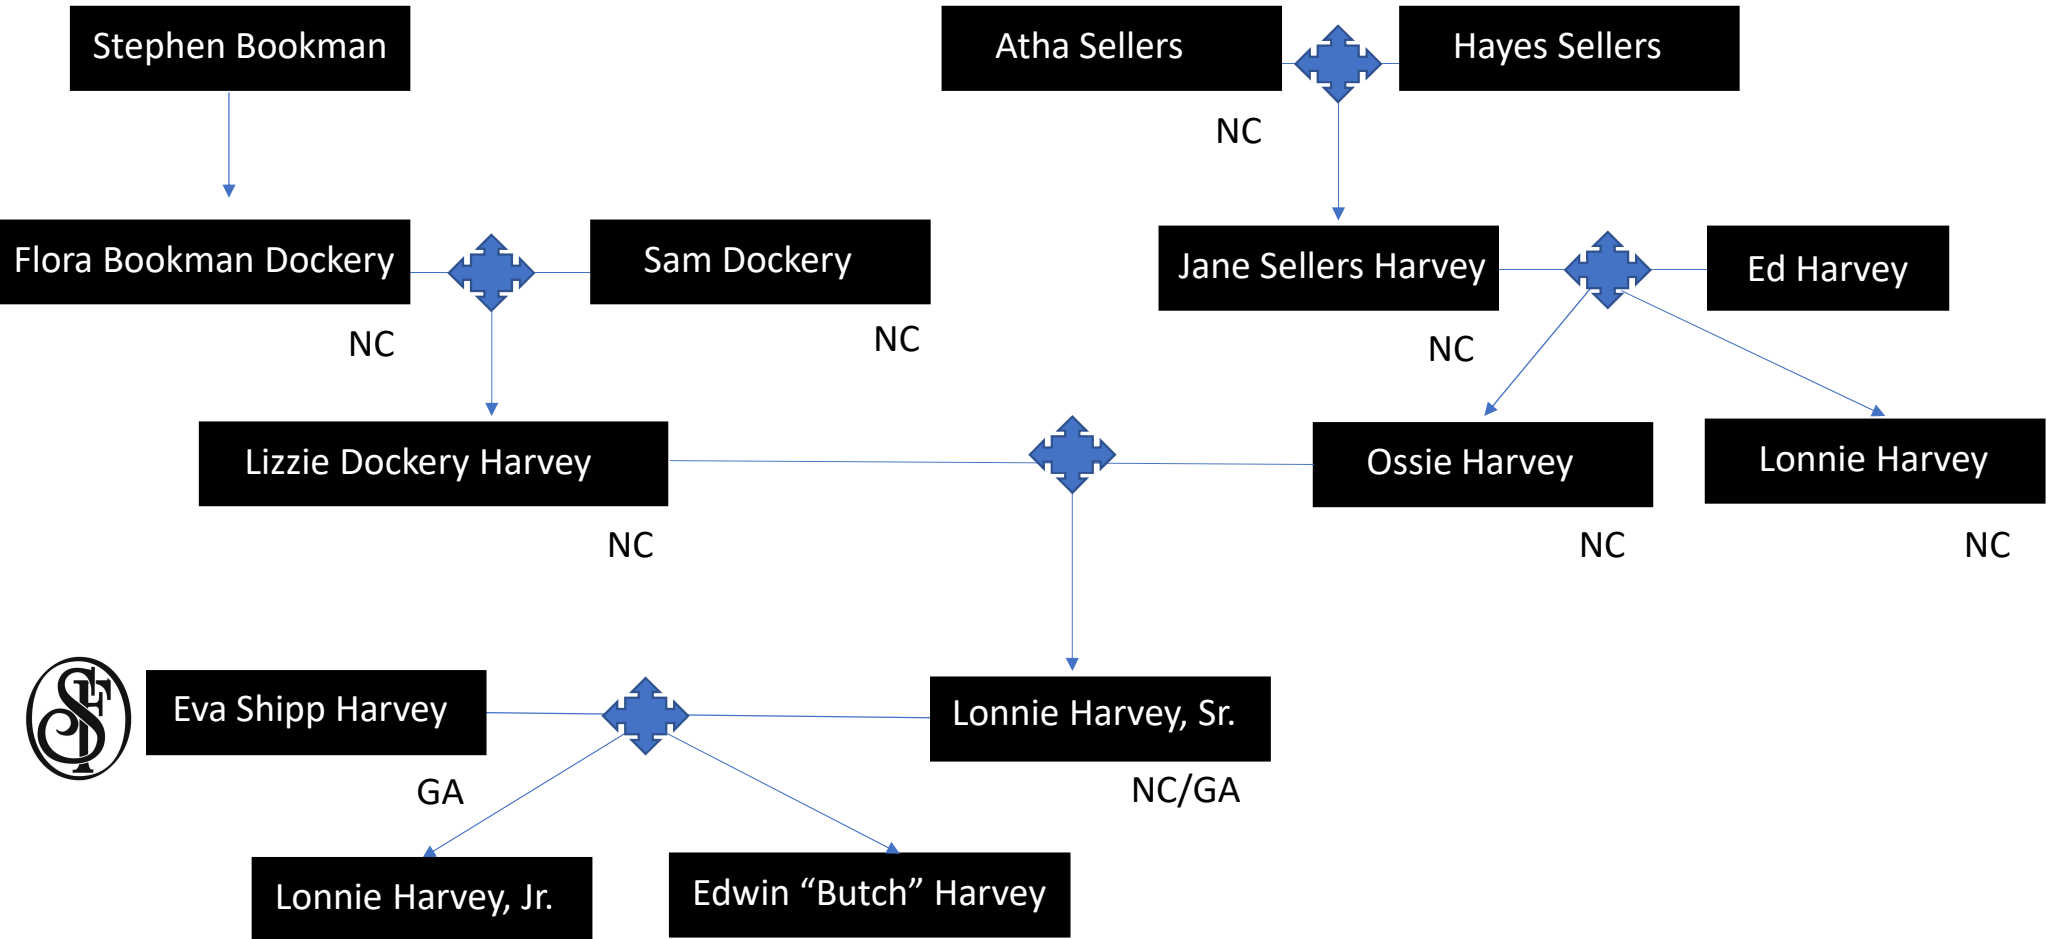 Stephen Bookman
Atha Sellers
Hayes Sellers
NC
Flora Bookman Dockery
Sam Dockery
Jane Sellers Harvey
Ed Harvey
NC
NC
NC
Lizzie Dockery Harvey
Ossie Harvey
Lonnie Harvey
NC
NC
NC
SF
Eva Shipp Harvey
Lonnie Harvey, Sr.
GA
NC/GA
Lonnie Harvey, Jr.
Edwin “Butch” Harvey